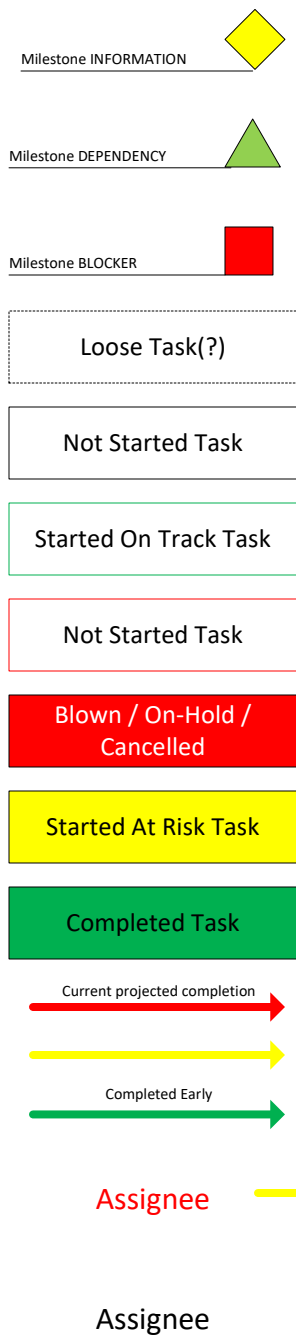 Milestone INFORMATION
Milestone DEPENDENCY
Milestone BLOCKER
Loose Task(?)
Not Started Task
Started On Track Task
Not Started Task
Blown / On-Hold /
Cancelled
Started At Risk Task
Completed Task
Current projected completion
Completed Early
Assignee
Assignee